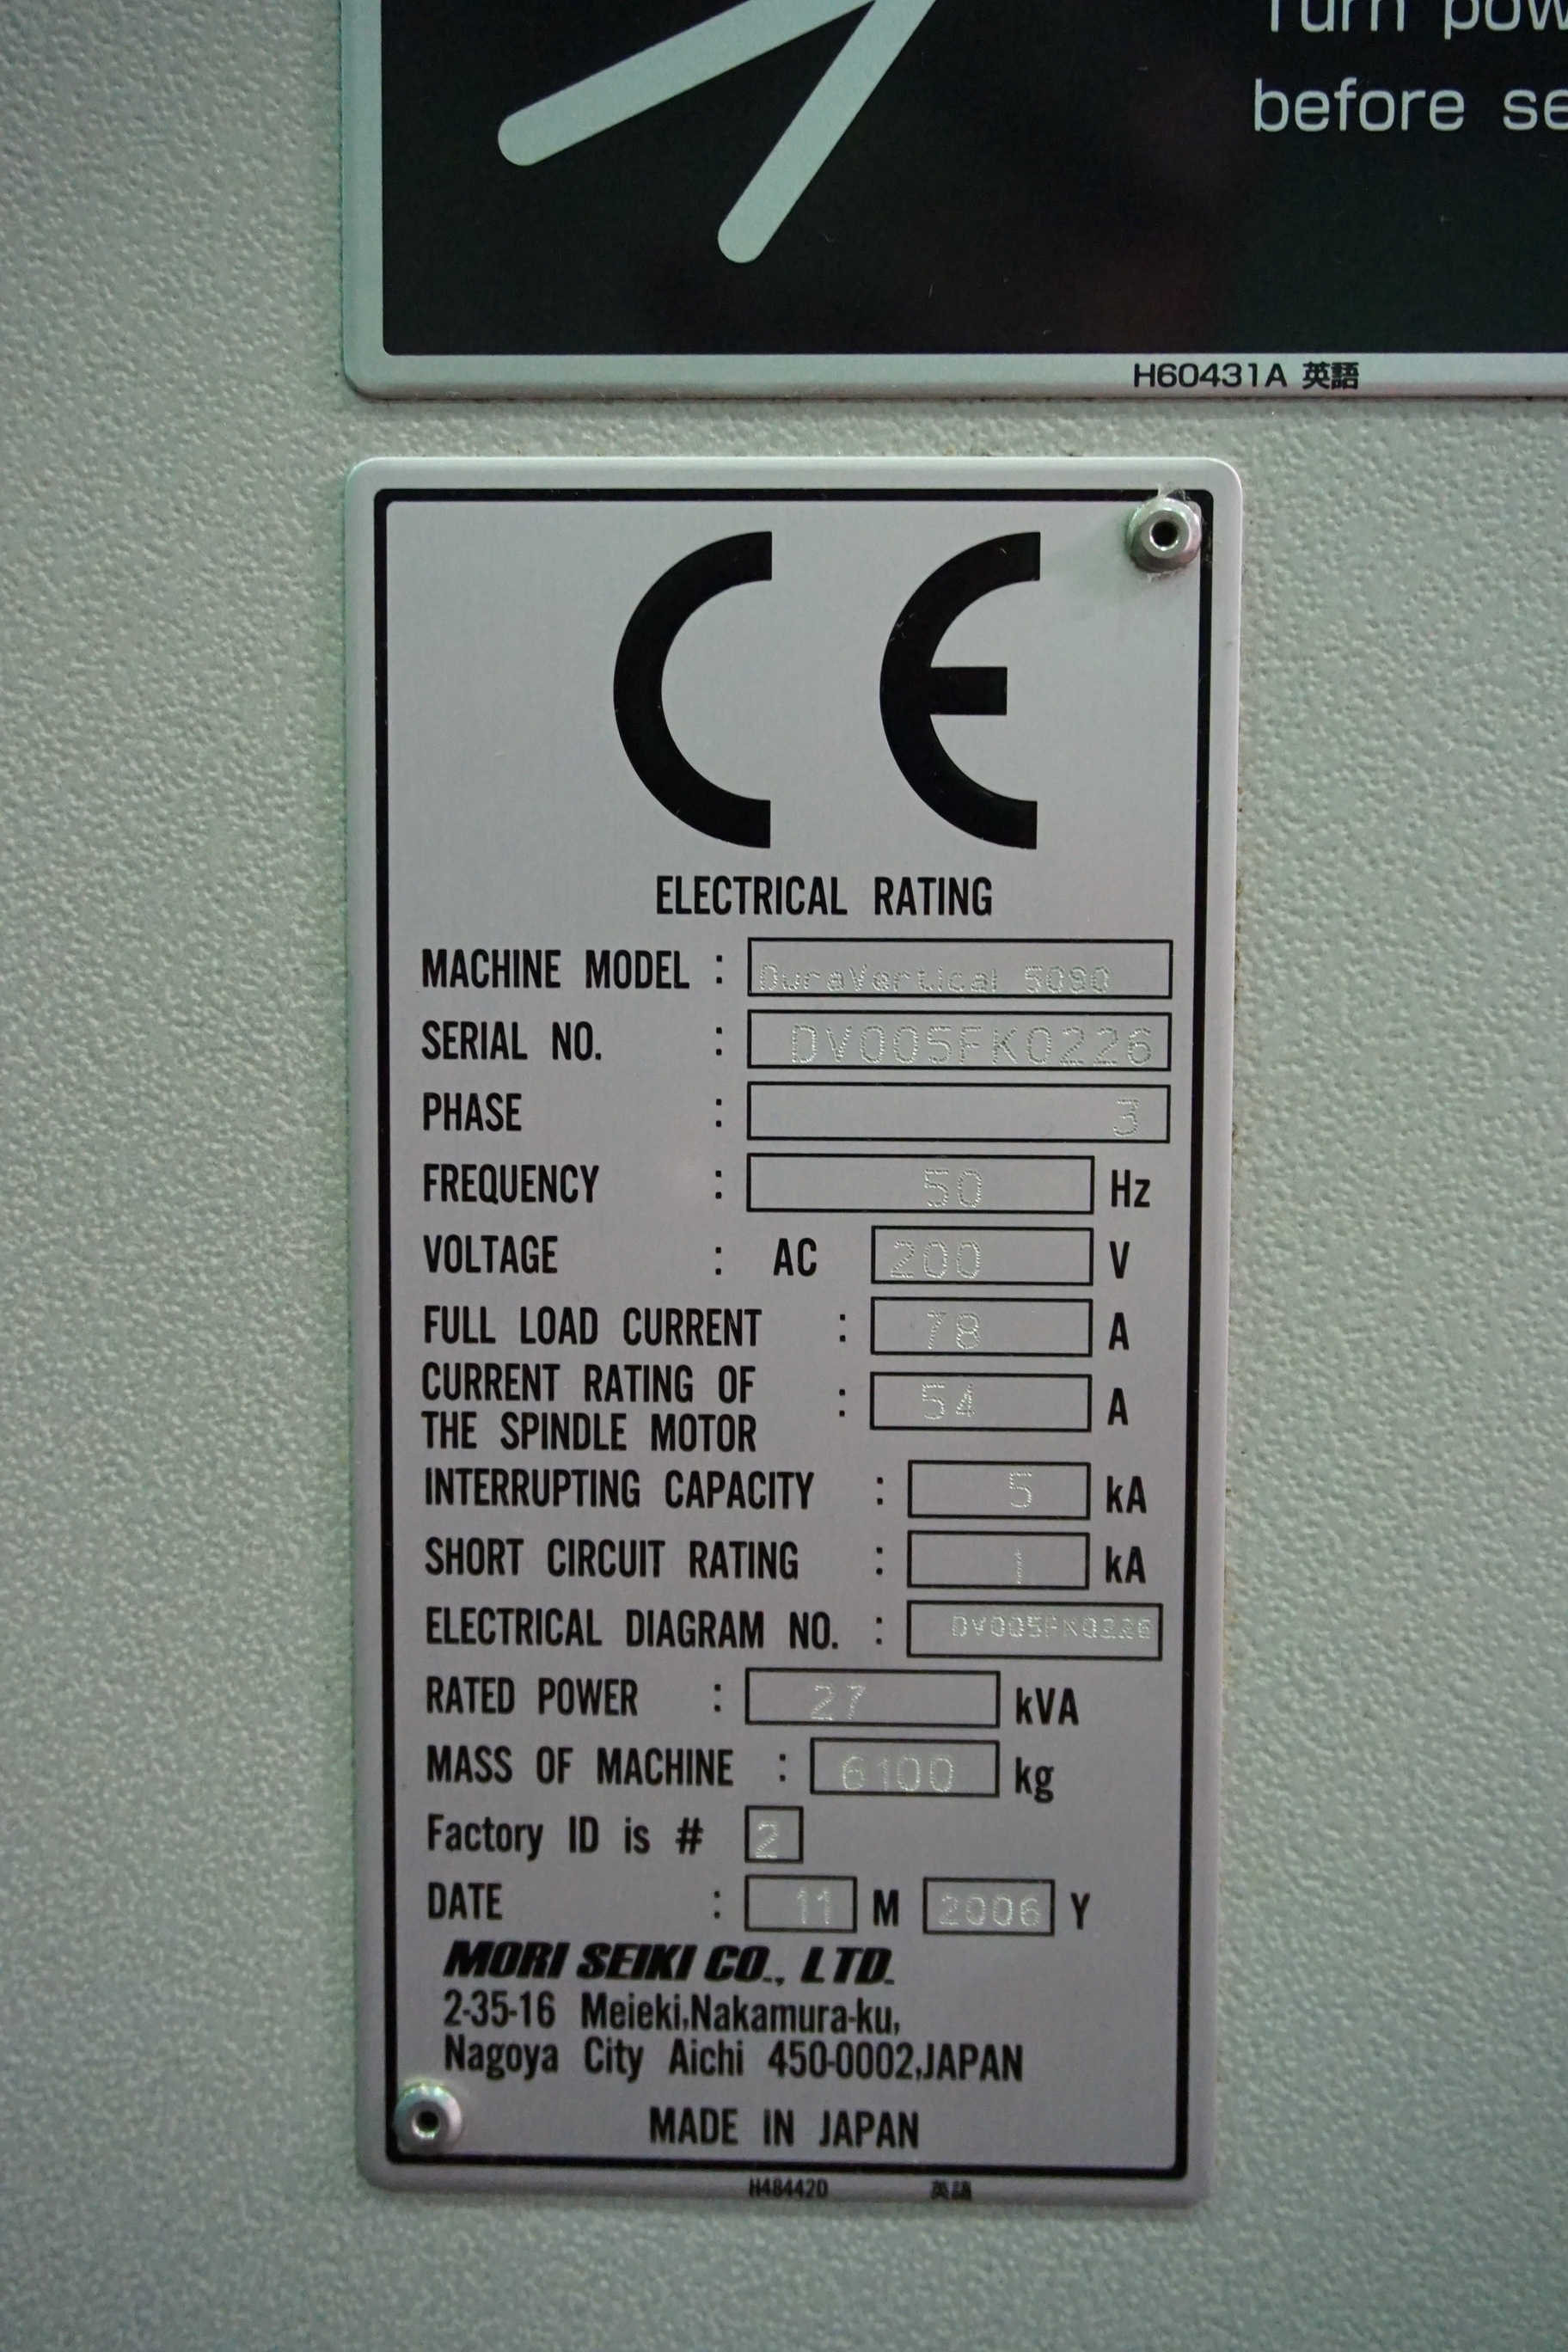 Turn pow
before se
H60431A 英語
CE
ELECTRICAL RATING
MACHINE MODEL : DuraVertical 5080
SERIAL NO. : DV005FK0226
PHASE : 3
FREQUENCY : 50 Hz
VOLTAGE : AC 200 V
FULL LOAD CURRENT : 78 A
CURRENT RATING OF
THE SPINDLE MOTOR : 54 A
INTERRUPTING CAPACITY : 5 kA
SHORT CIRCUIT RATING : 1 kA
ELECTRICAL DIAGRAM NO. : DV005FK0226
RATED POWER : 27 kVA
MASS OF MACHINE : 6100 kg
Factory ID is # 2
DATE : 11 M 2006 Y
MORI SEIKI CO., LTD.
2-35-16 Meieki,Nakamura-ku,
Nagoya City Aichi 450-0002,JAPAN
MADE IN JAPAN
H48442D 英語